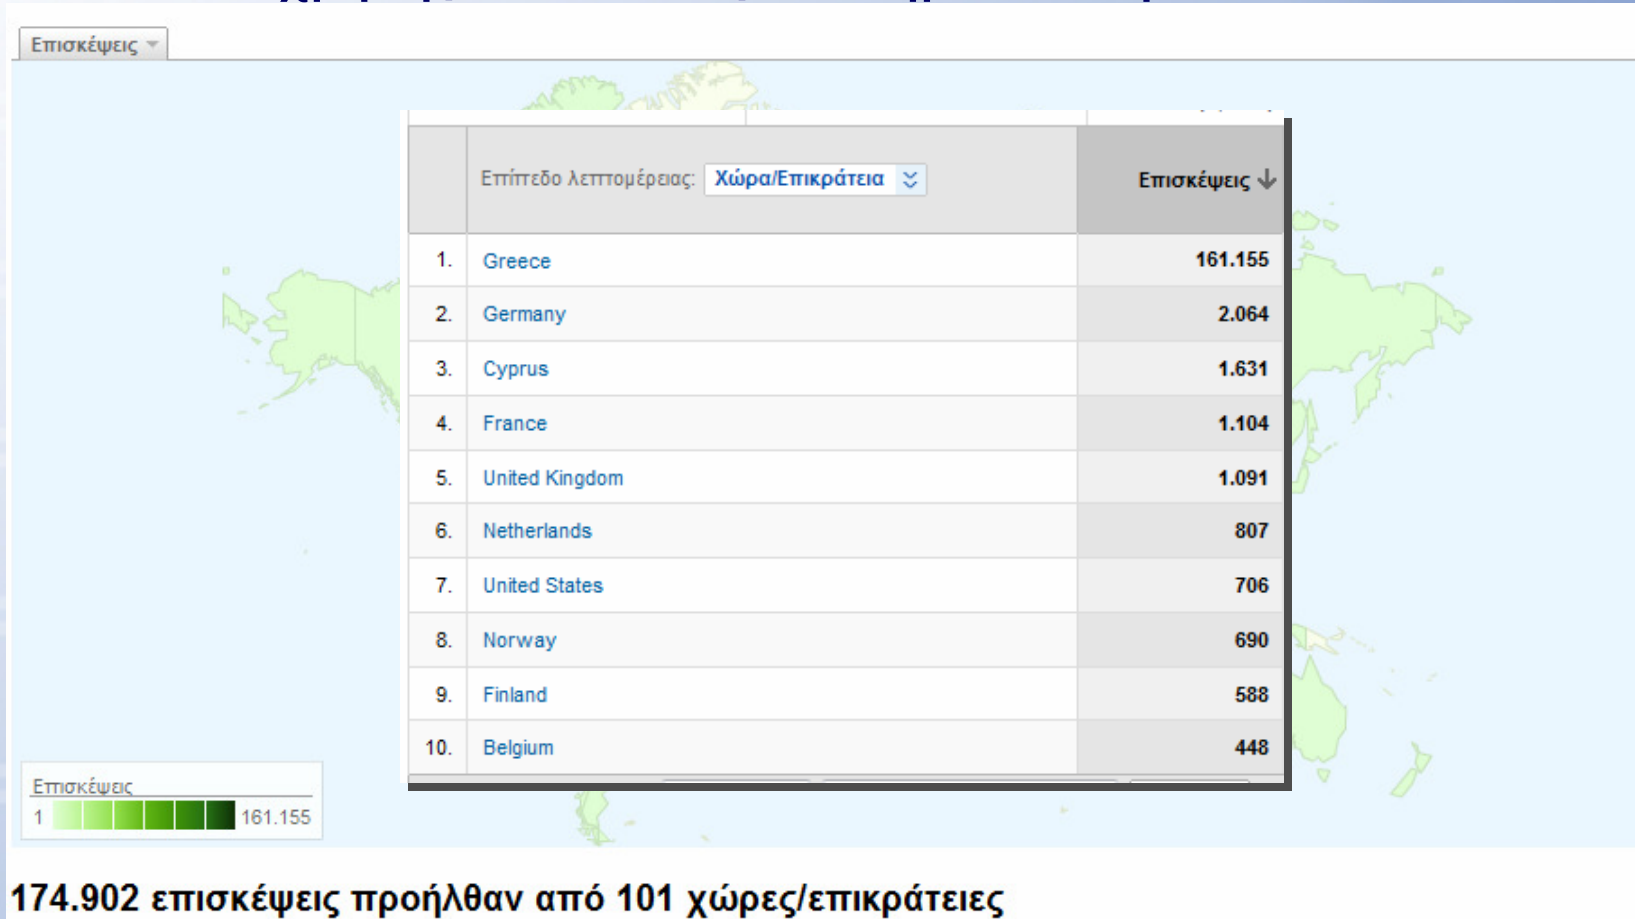 Επισκέψεις
Επίπεδο λεπτομέρειας: Χώρα/Επικράτεια Επισκέψεις
1. Greece 161.155
2. Germany 2.064
3. Cyprus 1.631
4. France 1.104
5. United Kingdom 1.091
6. Netherlands 807
7. United States 706
8. Norway 690
9. Finland 588
10. Belgium 448
Επισκέψεις
1 161.155
174.902 επισκέψεις προήλθαν από 101 χώρες/επικράτειες